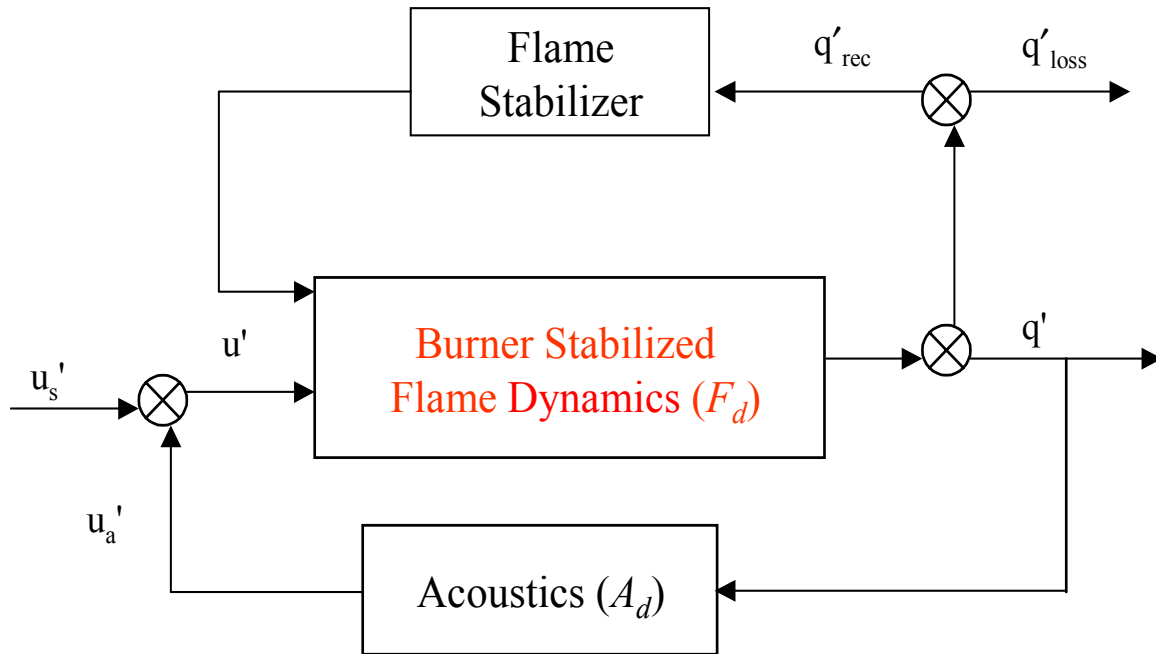 Flame
Stabilizer
q′rec
q′loss
Burner Stabilized
Flame Dynamics (Fd)
u'
us'
q'
ua'
Acoustics (Ad)